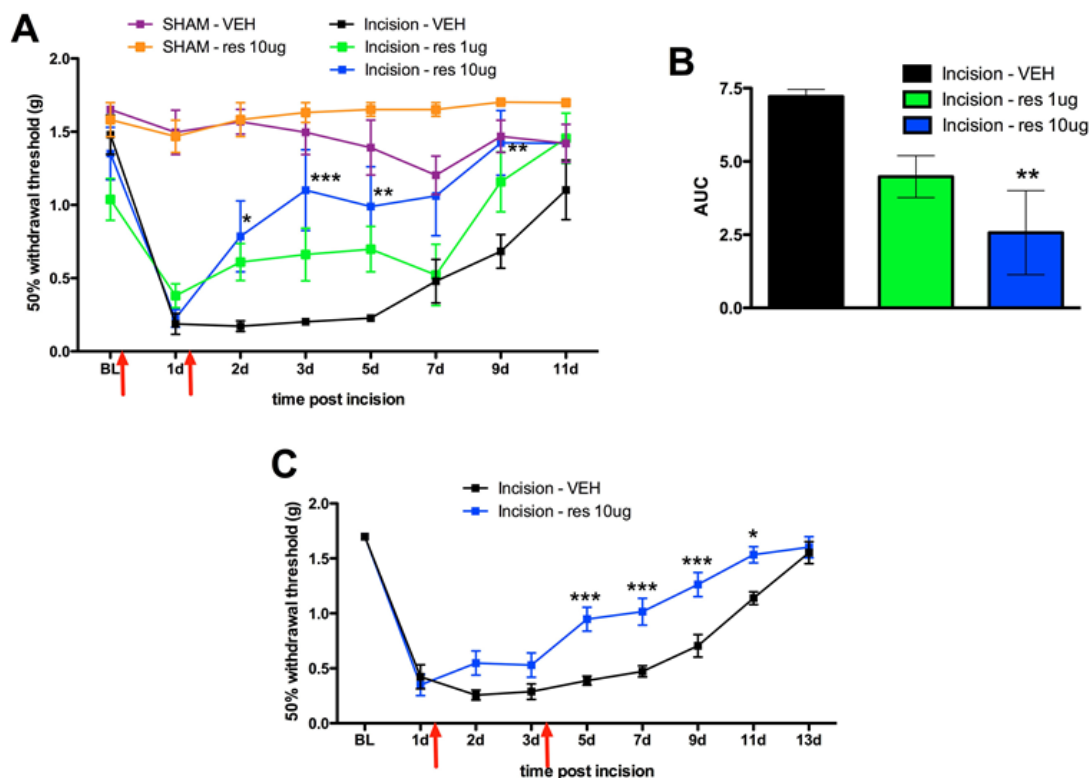 A
SHAM - VEH
SHAM - res 10ug
Incision - VEH
Incision - res 1ug
Incision - res 10ug
50% withdrawal threshold (g)
2.0
1.5
1.0
0.5
0.0
*
***
**
**
BL 1d 2d 3d 5d 7d 9d 11d
time post incision
B
Incision - VEH
Incision - res 1ug
Incision - res 10ug
AUC
7.5
5.0
2.5
0.0
**
C
Incision - VEH
Incision - res 10ug
50% withdrawal threshold (g)
2.0
1.5
1.0
0.5
0.0
***
***
***
*
BL 1d 2d 3d 5d 7d 9d 11d 13d
time post incision